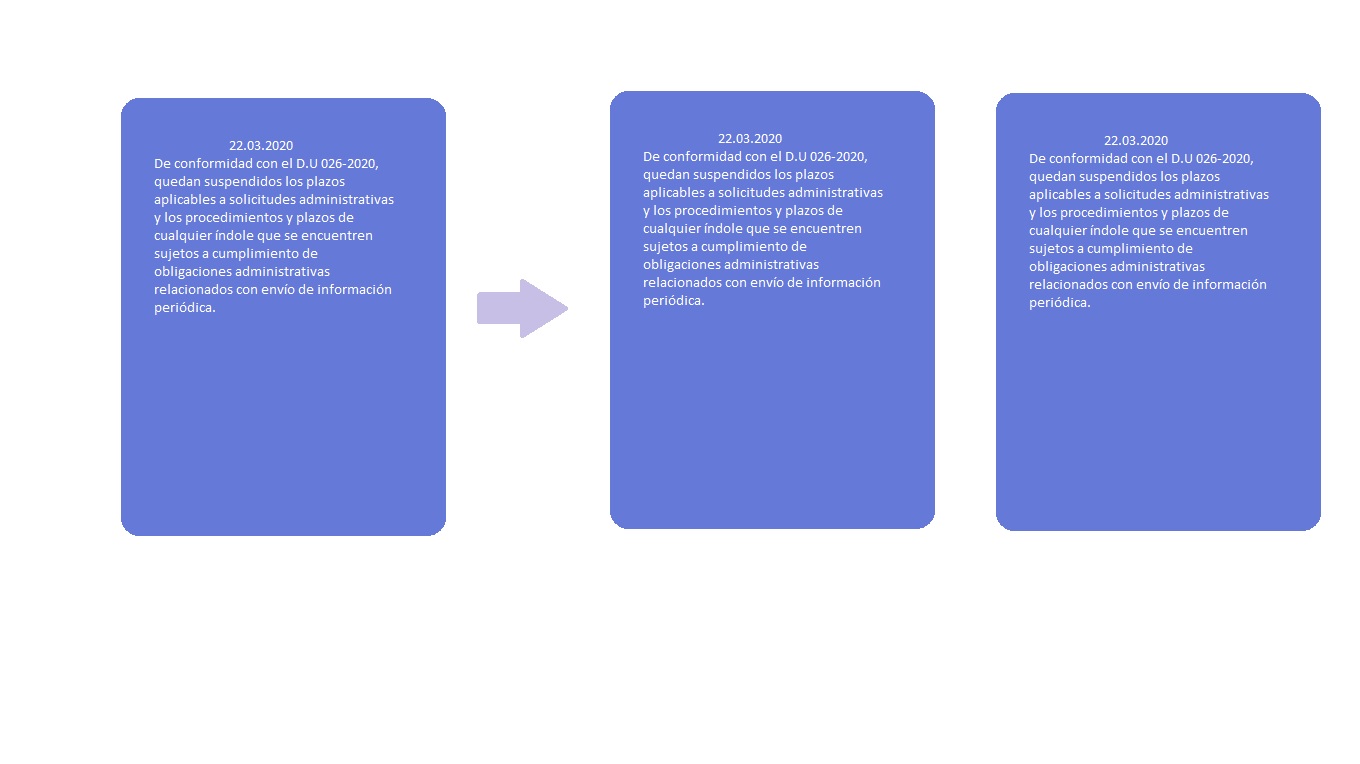 22.03.2020
De conformidad con el D.U 026-2020,
quedan suspendidos los plazos
aplicables a solicitudes administrativas
y los procedimientos y plazos de
cualquier índole que se encuentren
sujetos a cumplimiento de
obligaciones administrativas
relacionados con envío de información
periódica.
22.03.2020
De conformidad con el D.U 026-2020,
quedan suspendidos los plazos
aplicables a solicitudes administrativas
y los procedimientos y plazos de
cualquier índole que se encuentren
sujetos a cumplimiento de
obligaciones administrativas
relacionados con envío de información
periódica.
22.03.2020
De conformidad con el D.U 026-2020,
quedan suspendidos los plazos
aplicables a solicitudes administrativas
y los procedimientos y plazos de
cualquier índole que se encuentren
sujetos a cumplimiento de
obligaciones administrativas
relacionados con envío de información
periódica.